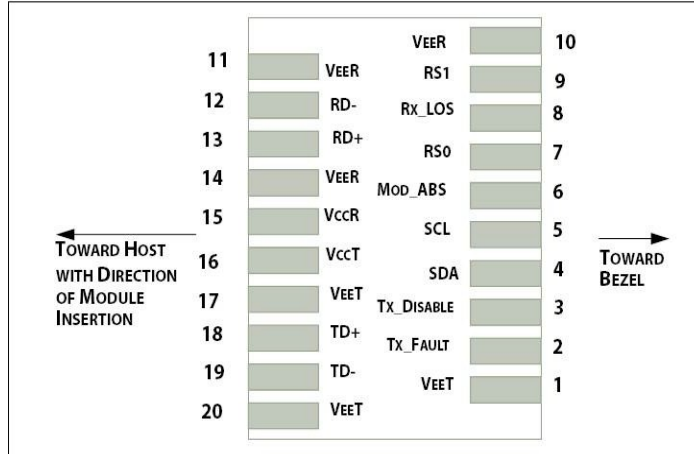 11 VEER
12 RD-
13 RD+
14 VEER
15 VCCR
16 VCCT
17 VEET
18 TD+
19 TD-
20 VEET
VEER 10
RS1 9
RX_LOS 8
RS0 7
MOD_ABS 6
SCL 5
SDA 4
TX_DISABLE 3
TX_FAULT 2
VEET 1
TOWARD HOST
WITH DIRECTION
OF MODULE
INSERTION
TOWARD
BEZEL